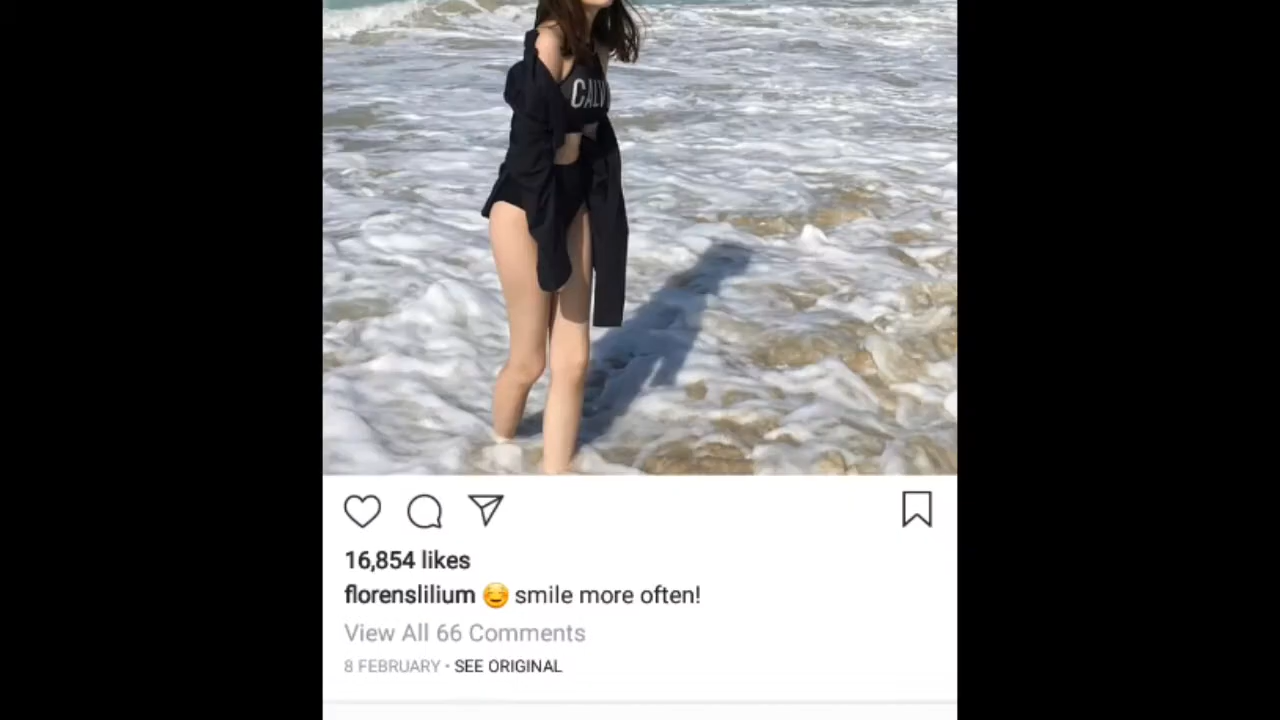 CALV
16,854 likes
florenslilium ☺️ smile more often!
View All 66 Comments
8 FEBRUARY • SEE ORIGINAL